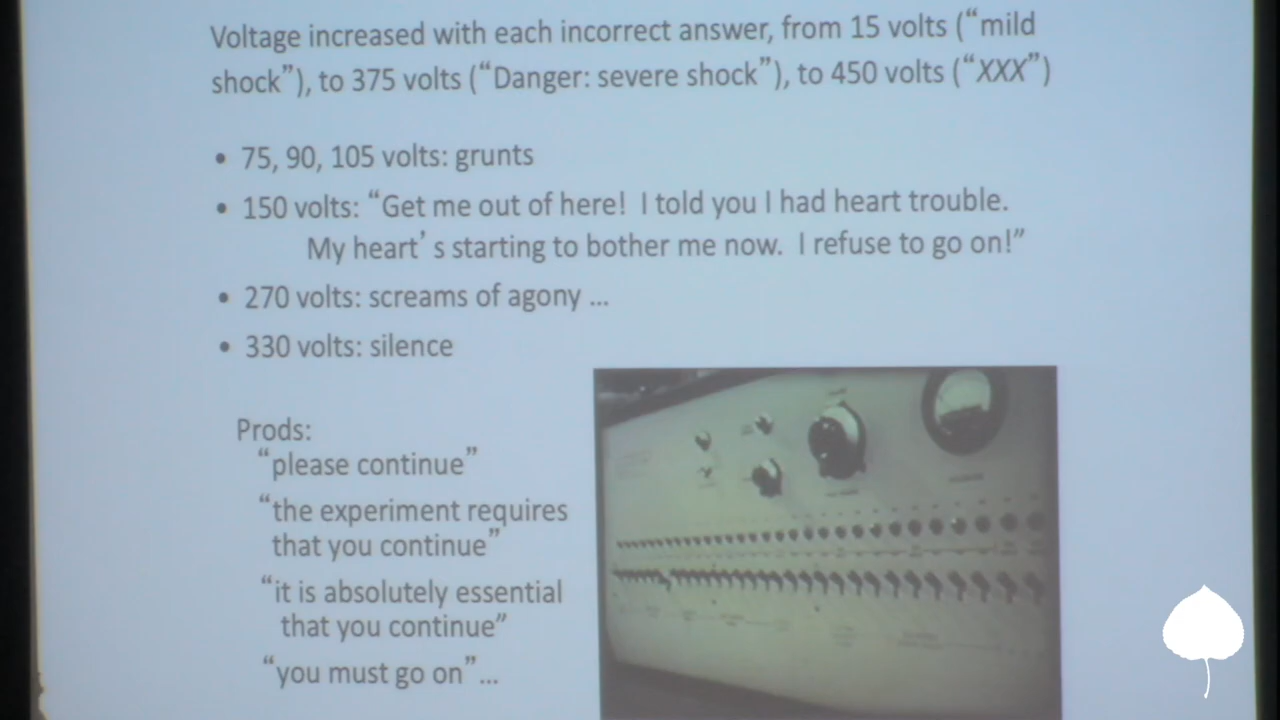 Voltage increased with each incorrect answer, from 15 volts (“mild
shock”), to 375 volts (“Danger: severe shock”), to 450 volts (“XXX”)
• 75, 90, 105 volts: grunts
• 150 volts: “Get me out of here!  I told you I had heart trouble.
My heart’s starting to bother me now.  I refuse to go on!”
• 270 volts: screams of agony ...
• 330 volts: silence
Prods:
“please continue”
“the experiment requires
that you continue”
“it is absolutely essential
that you continue”
“you must go on”...